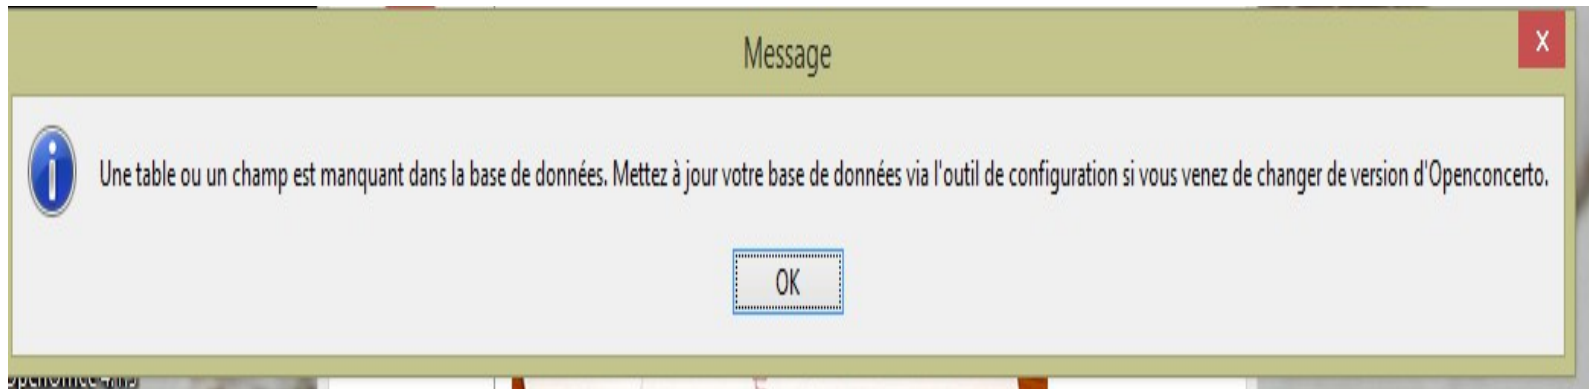 Message
X
Une table ou un champ est manquant dans la base de données. Mettez à jour votre base de données via l'outil de configuration si vous venez de changer de version d'Openconcerto.
OK